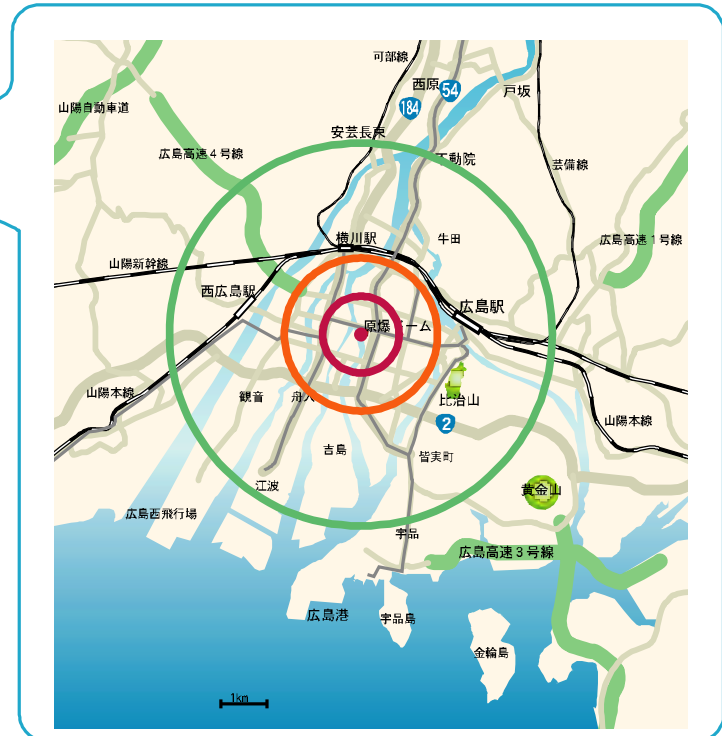 可部線
西原
54
戸坂
山陽自動車道
184
安芸長束
広島高速４号線
不動院
芸備線
横川駅
牛田
広島高速１号線
山陽新幹線
西広島駅
広島駅
原爆ドーム
山陽本線
観音
舟入
比治山
山陽本線
2
吉島
皆実町
江波
黄金山
広島西飛行場
宇品
広島高速３号線
広島港
宇品島
金輪島
1km